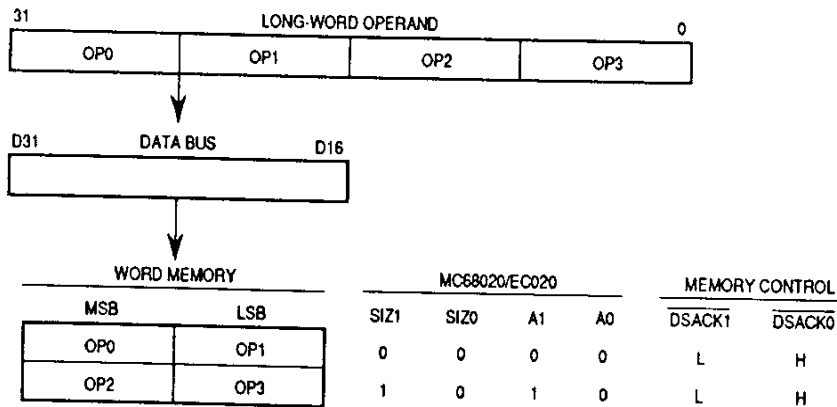 31 LONG-WORD OPERAND 0
OP0 OP1 OP2 OP3
D31 DATA BUS D16
WORD MEMORY MC68020/EC020 MEMORY CONTROL
MSB LSB SIZ1 SIZ0 A1 A0 DSACK1 DSACK0
OP0 OP1 0 0 0 0 L H
OP2 OP3 1 0 1 0 L H